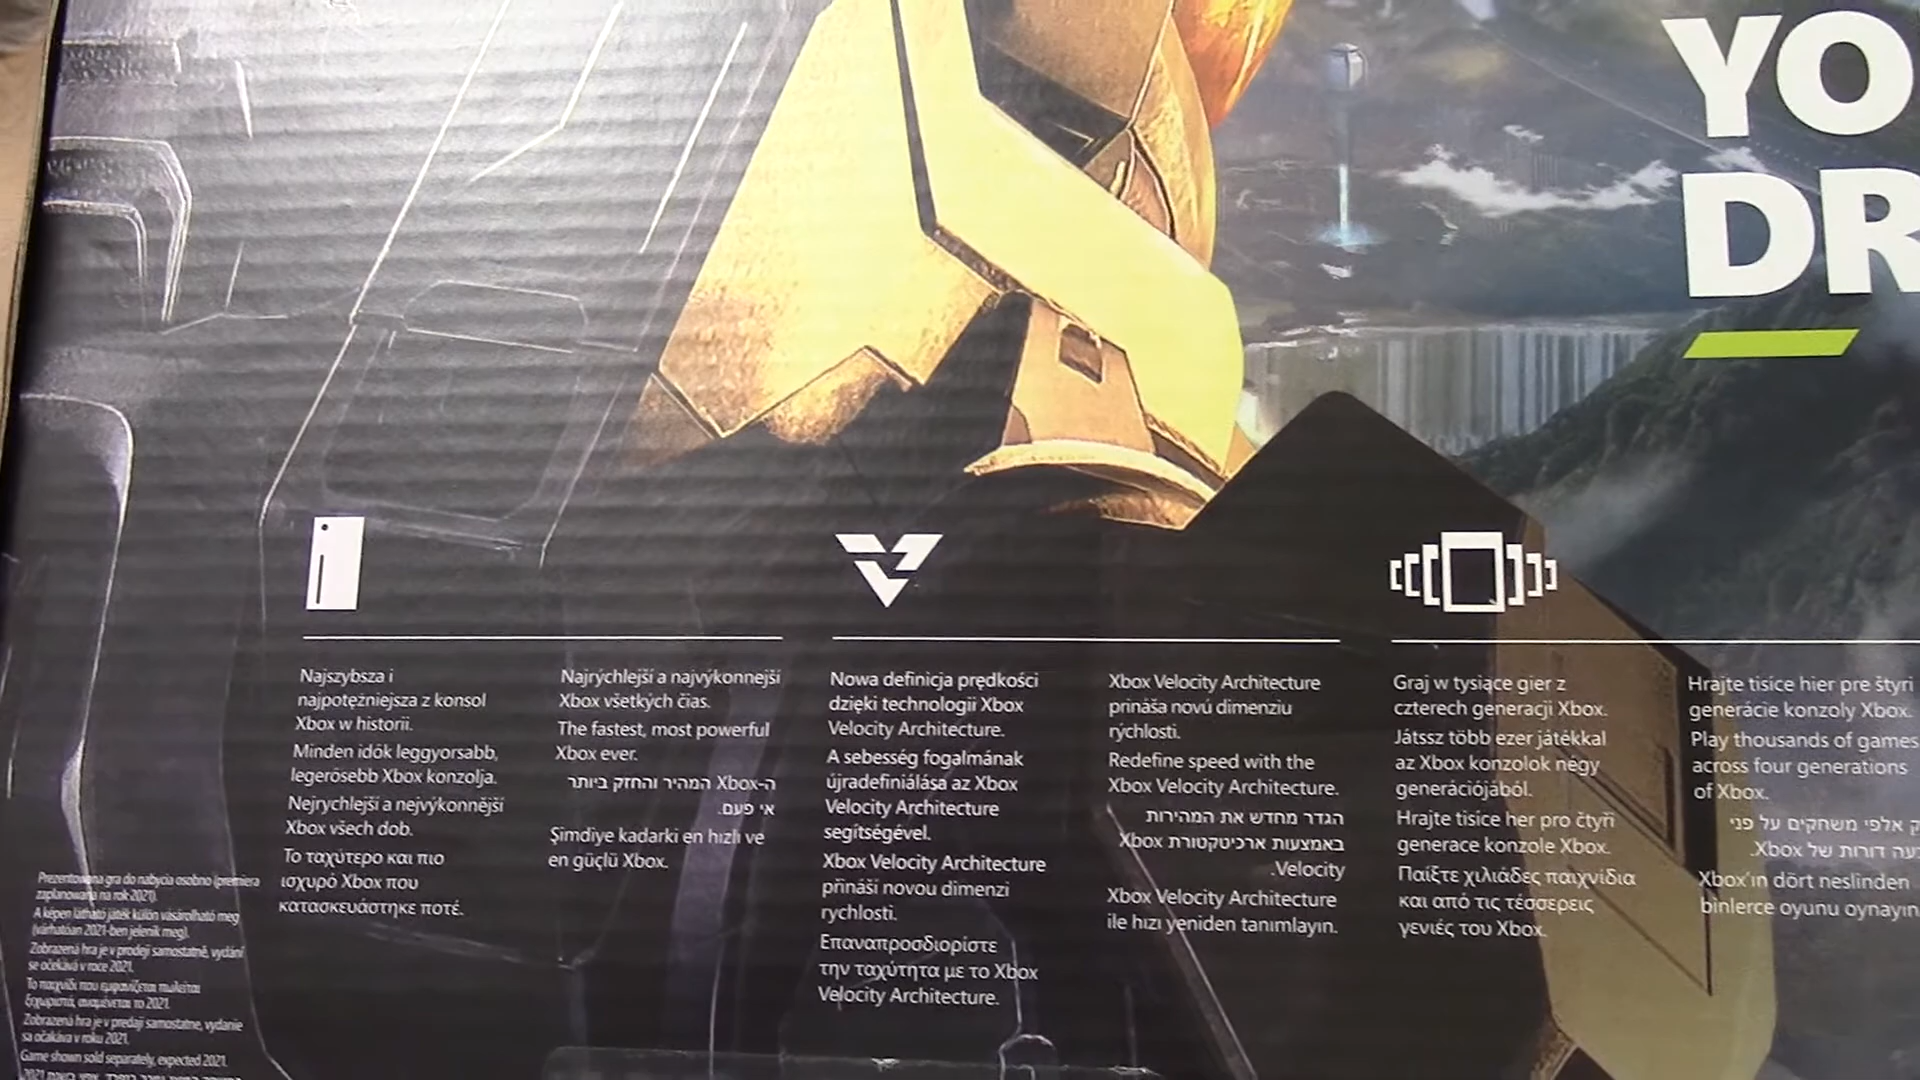 YO
DR
Najszybsza i
najpotężniejsza z konsol
Xbox w historii.
Minden idők leggyorsabb,
legerősebb Xbox konzolja.
Nejrychlejší a nejvýkonnější
Xbox všech dob.
Το ταχύτερο και πιο
ισχυρό Xbox που
κατασκευάστηκε ποτέ.
Najrýchlejší a najvýkonnejší
Xbox všetkých čias.
The fastest, most powerful
Xbox ever.
ה-Xbox המהיר והחזק ביותר
אי פעם.
Şimdiye kadarki en hızlı ve
en güçlü Xbox.
Nowa definicja prędkości
dzięki technologii Xbox
Velocity Architecture.
A sebesség fogalmának
újradefiniálása az Xbox
Velocity Architecture
segítségével.
Xbox Velocity Architecture
přináší novou dimenzi
rychlosti.
Επαναπροσδιορίστε
την ταχύτητα με το Xbox
Velocity Architecture.
Xbox Velocity Architecture
prináša novú dimenziu
rýchlosti.
Redefine speed with the
Xbox Velocity Architecture.
הגדר מחדש את המהירות
באמצעות ארכיטקטורת Xbox
Velocity.
Xbox Velocity Architecture
ile hızı yeniden tanımlayın.
Graj w tysiące gier z
czterech generacji Xbox.
Játssz több ezer játékkal
az Xbox konzolok négy
generációjából.
Hrajte tisíce her pro čtyři
generace konzole Xbox.
Παίξτε χιλιάδες παιχνίδια
και από τις τέσσερεις
γενιές του Xbox.
Hrajte tisíce hier pre štyri
generácie konzoly Xbox.
Play thousands of games
across four generations
of Xbox.
אלפי משחקים על פני
דורות של Xbox.
Xbox'ın dört neslinden
binlerce oyunu oynayın
Prezentowana gra do nabycia osobno (premiera
zaplanowana na rok 2021).
A képen látható játék külön vásárolható meg
(várhatóan 2021-ben jelenik meg).
Zobrazená hra je v prodeji samostatně, vydání
se očekává v roce 2021.
Το παιχνίδι που εμφανίζεται πωλείται
ξεχωριστά, αναμένεται το 2021.
Zobrazená hra je v predaji samostatne, vydanie
sa očakáva v roku 2021.
Game shown sold separately, expected 2021.